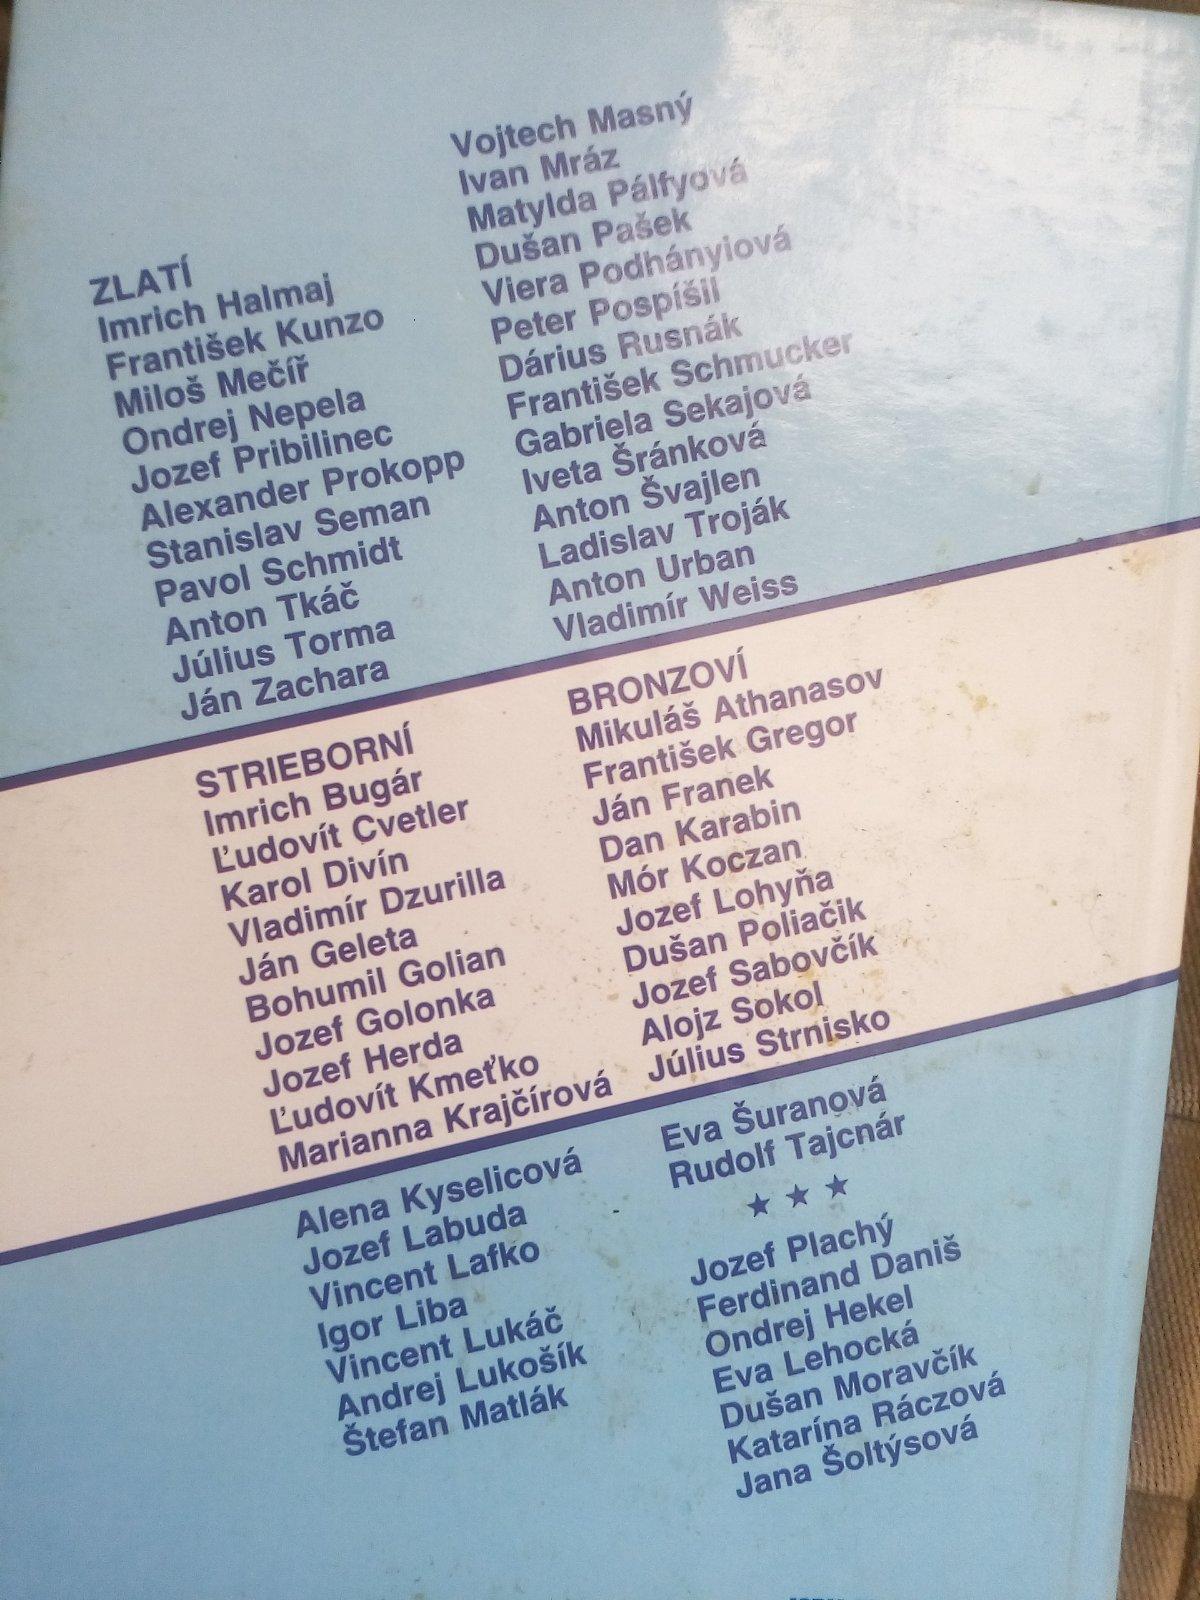 ZLATÍ
Imrich Halmaj
František Kunzo
Miloš Mečíř
Ondrej Nepela
Jozef Pribilinec
Alexander Prokopp
Stanislav Seman
Pavol Schmidt
Anton Tkáč
Július Torma
Ján Zachara
STRIEBORNÍ
Imrich Bugár
Ľudovít Cvetler
Karol Divín
Vladimír Dzurilla
Ján Geleta
Bohumil Golian
Jozef Golonka
Jozef Herda
Ľudovít Kmeťko
Marianna Krajčírová
Alena Kyselicová
Jozef Labuda
Vincent Lafko
Igor Liba
Vincent Lukáč
Andrej Lukošík
Štefan Matlák
Vojtech Masný
Ivan Mráz
Matylda Pálfyová
Dušan Pašek
Viera Podhányiová
Peter Pospíšil
Dárius Rusnák
František Schmucker
Gabriela Sekajová
Iveta Šránková
Anton Švajlen
Ladislav Troják
Anton Urban
Vladimír Weiss
BRONZOVÍ
Mikuláš Athanasov
František Gregor
Ján Franek
Dan Karabin
Mór Koczan
Jozef Lohyňa
Dušan Poliačik
Jozef Sabovčík
Alojz Sokol
Július Strnisko
Eva Šuranová
Rudolf Tajcnár
★ ★ ★
Jozef Plachý
Ferdinand Daniš
Ondrej Hekel
Eva Lehocká
Dušan Moravčík
Katarína Ráczová
Jana Šoltýsová